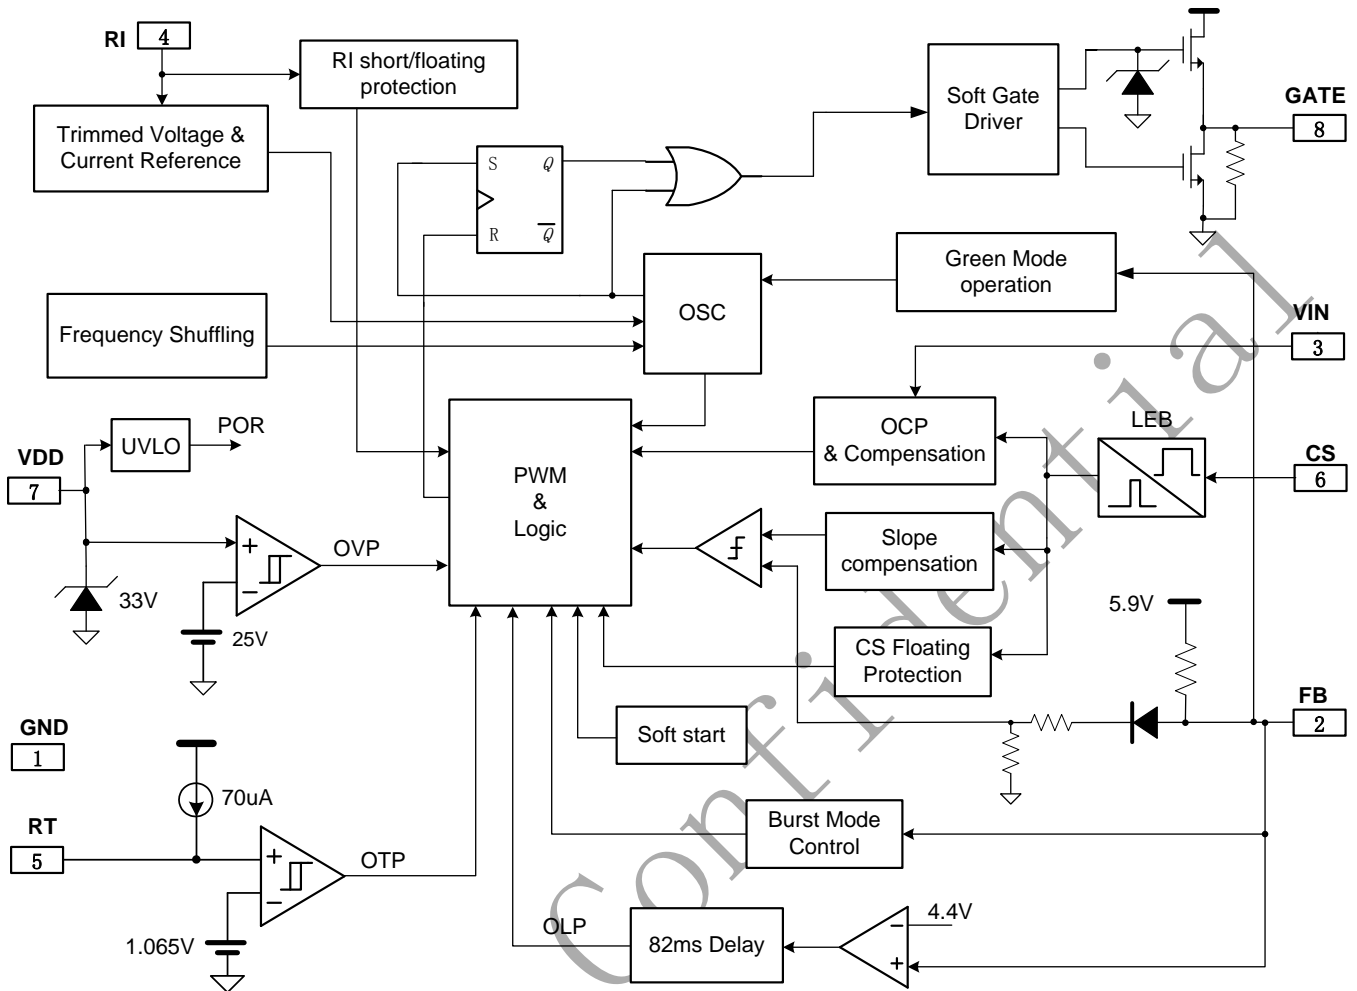 RI
4
RI short/floating
protection
Trimmed Voltage &
Current Reference
S
Q
R
Q
Soft Gate
Driver
GATE
8
Green Mode
operation
OSC
Frequency Shuffling
VIN
3
UVLO
POR
VDD
7
PWM
&
Logic
OCP
& Compensation
LEB
CS
6
+
-
OVP
33V
25V
Slope
compensation
5.9V
CS Floating
Protection
FB
2
GND
1
Soft start
70uA
RT
5
+
-
OTP
1.065V
Burst Mode
Control
OLP
82ms Delay
-
+
4.4V
Confidential